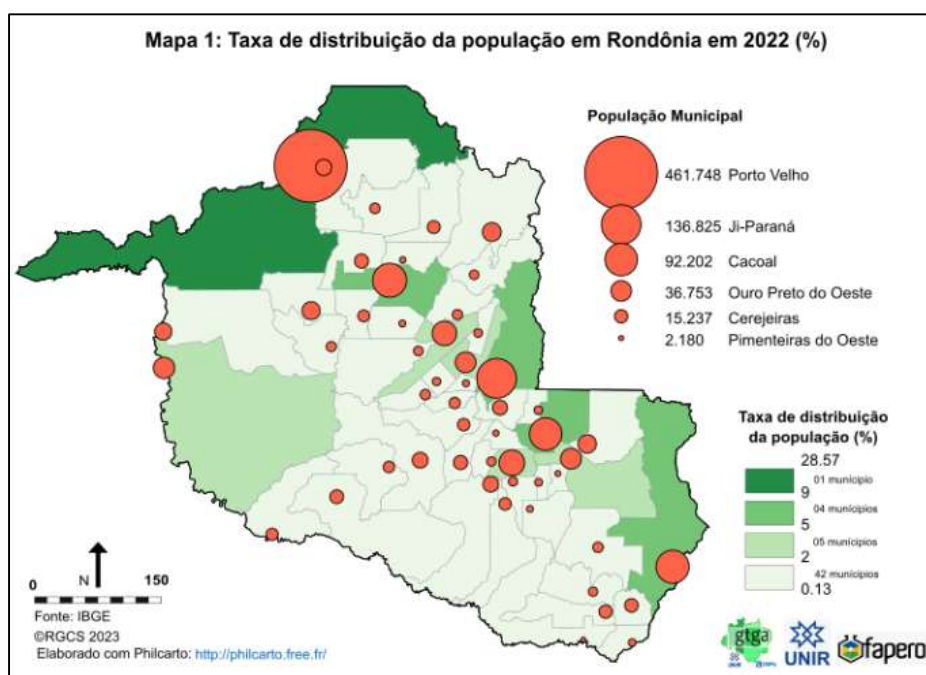 Mapa 1: Taxa de distribuição da população em Rondônia em 2022 (%)
População Municipal
461.748 Porto Velho
136.825 Ji-Paraná
92.202 Cacoal
36.753 Ouro Preto do Oeste
15.237 Cerejeiras
2.180 Pimenteiras do Oeste
Taxa de distribuição
da população (%)
28.57
01 município
9
04 municípios
5
05 municípios
2
42 municípios
0.13
0 N 150
Fonte: IBGE
©RGCS 2023
Elaborado com Philcarto: http://philcarto.free.fr/
gtga
UNIR
UNIR
fapero